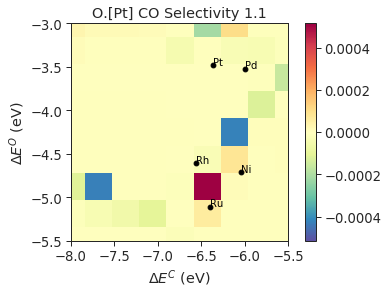 O.[Pt] CO Selectivity 1.1
−3.0
−3.5
−4.0
−4.5
−5.0
−5.5
ΔE^O (eV)
Pt
Pd
Rh
Ni
Ru
−8.0 −7.5 −7.0 −6.5 −6.0 −5.5
ΔE^C (eV)
0.0004
0.0002
0.0000
−0.0002
−0.0004